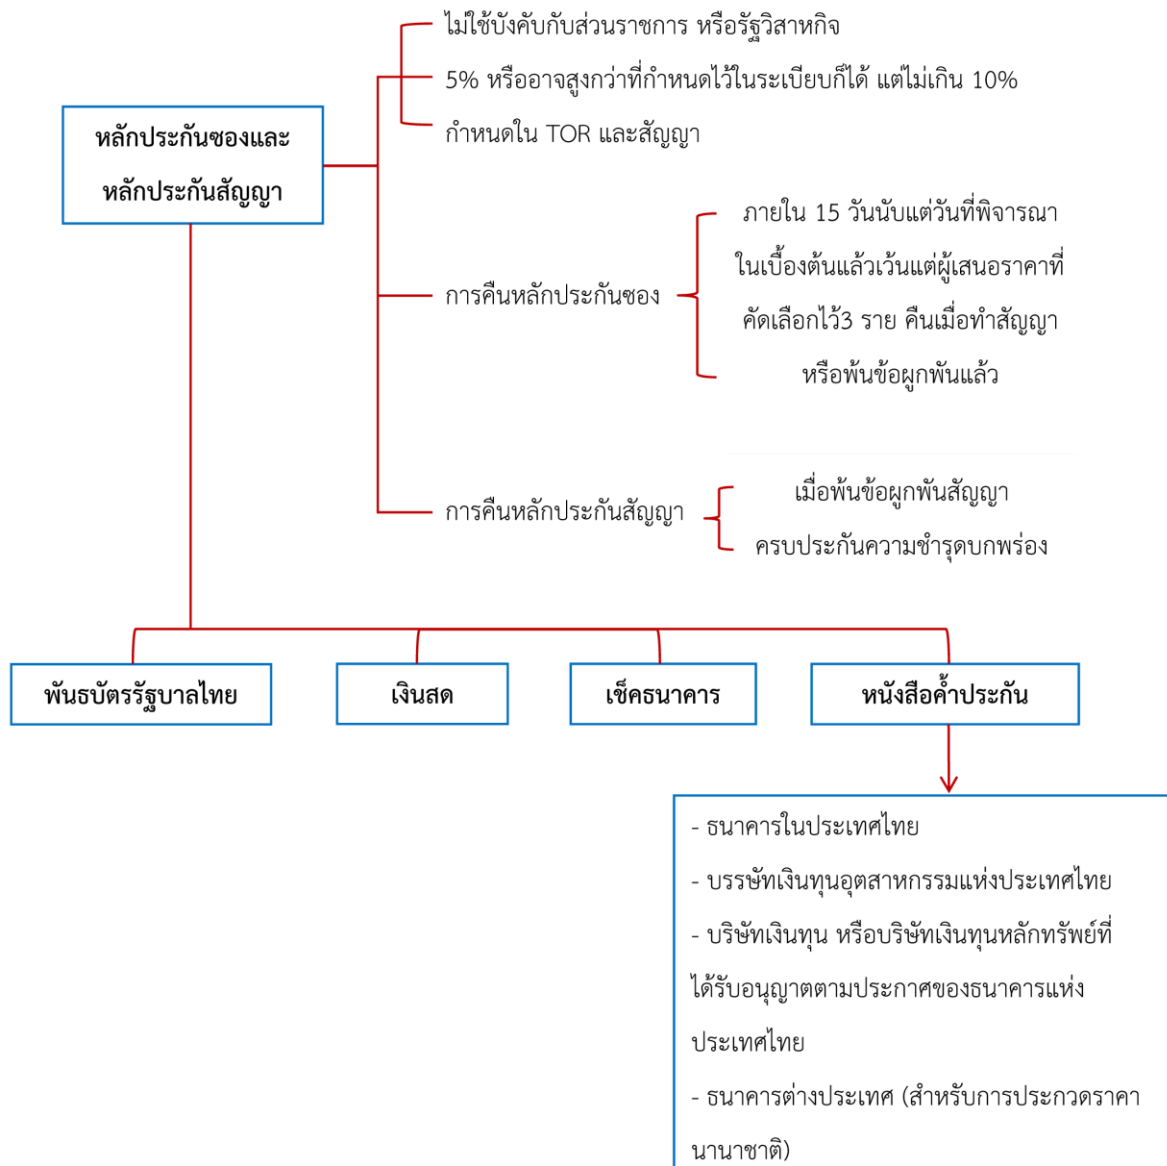 ไม่ใช้บังคับกับส่วนราชการ หรือรัฐวิสาหกิจ
5% หรืออาจสูงกว่าที่กำหนดไว้ในระเบียบก็ได้ แต่ไม่เกิน 10%
กำหนดใน TOR และสัญญา
หลักประกันซองและ
หลักประกันสัญญา
การคืนหลักประกันซอง
ภายใน 15 วันนับแต่วันที่พิจารณา
ในเบื้องต้นแล้วเว้นแต่ผู้เสนอราคาที่
คัดเลือกไว้3 ราย คืนเมื่อทำสัญญา
หรือพ้นข้อผูกพันแล้ว
การคืนหลักประกันสัญญา
เมื่อพ้นข้อผูกพันสัญญา
ครบประกันความชำรุดบกพร่อง
พันธบัตรรัฐบาลไทย
เงินสด
เช็คธนาคาร
หนังสือค้ำประกัน
- ธนาคารในประเทศไทย
- บรรษัทเงินทุนอุตสาหกรรมแห่งประเทศไทย
- บริษัทเงินทุน หรือบริษัทเงินทุนหลักทรัพย์ที่
ได้รับอนุญาตตามประกาศของธนาคารแห่ง
ประเทศไทย
- ธนาคารต่างประเทศ (สำหรับการประกวดราคา
นานาชาติ)